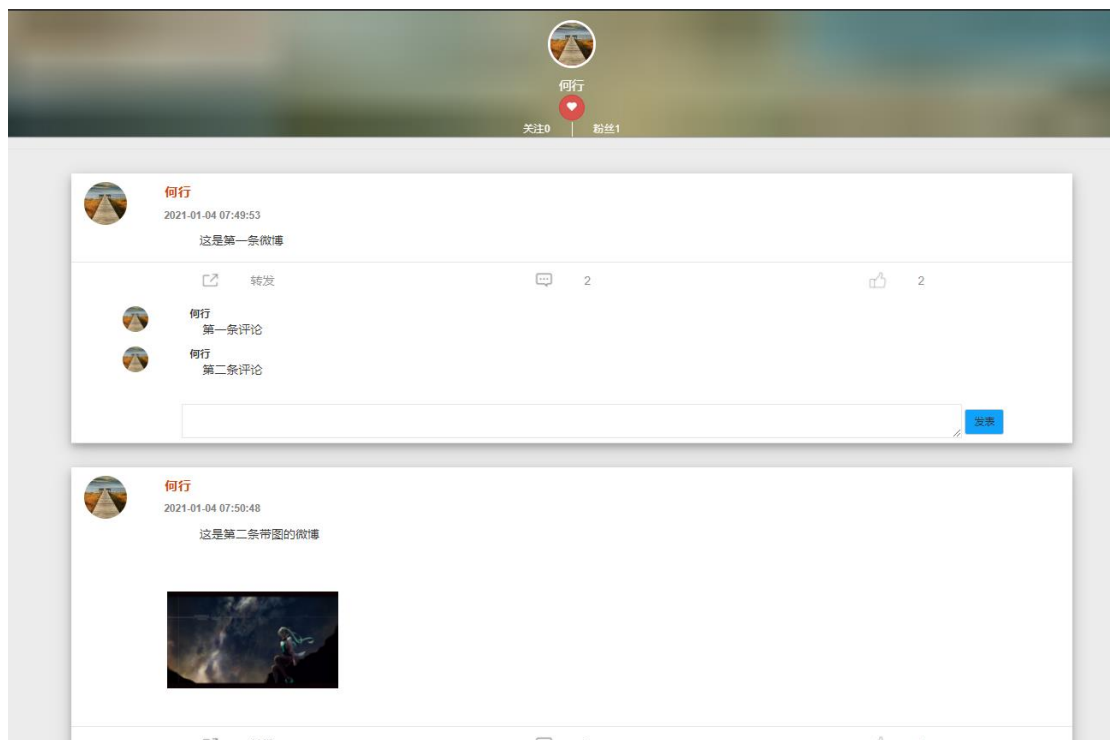 何行
关注0 粉丝1
何行
2021-01-04 07:49:53
这是第一条微博
转发 2 2
何行
第一条评论
何行
第二条评论
发表
何行
2021-01-04 07:50:48
这是第二条带图的微博